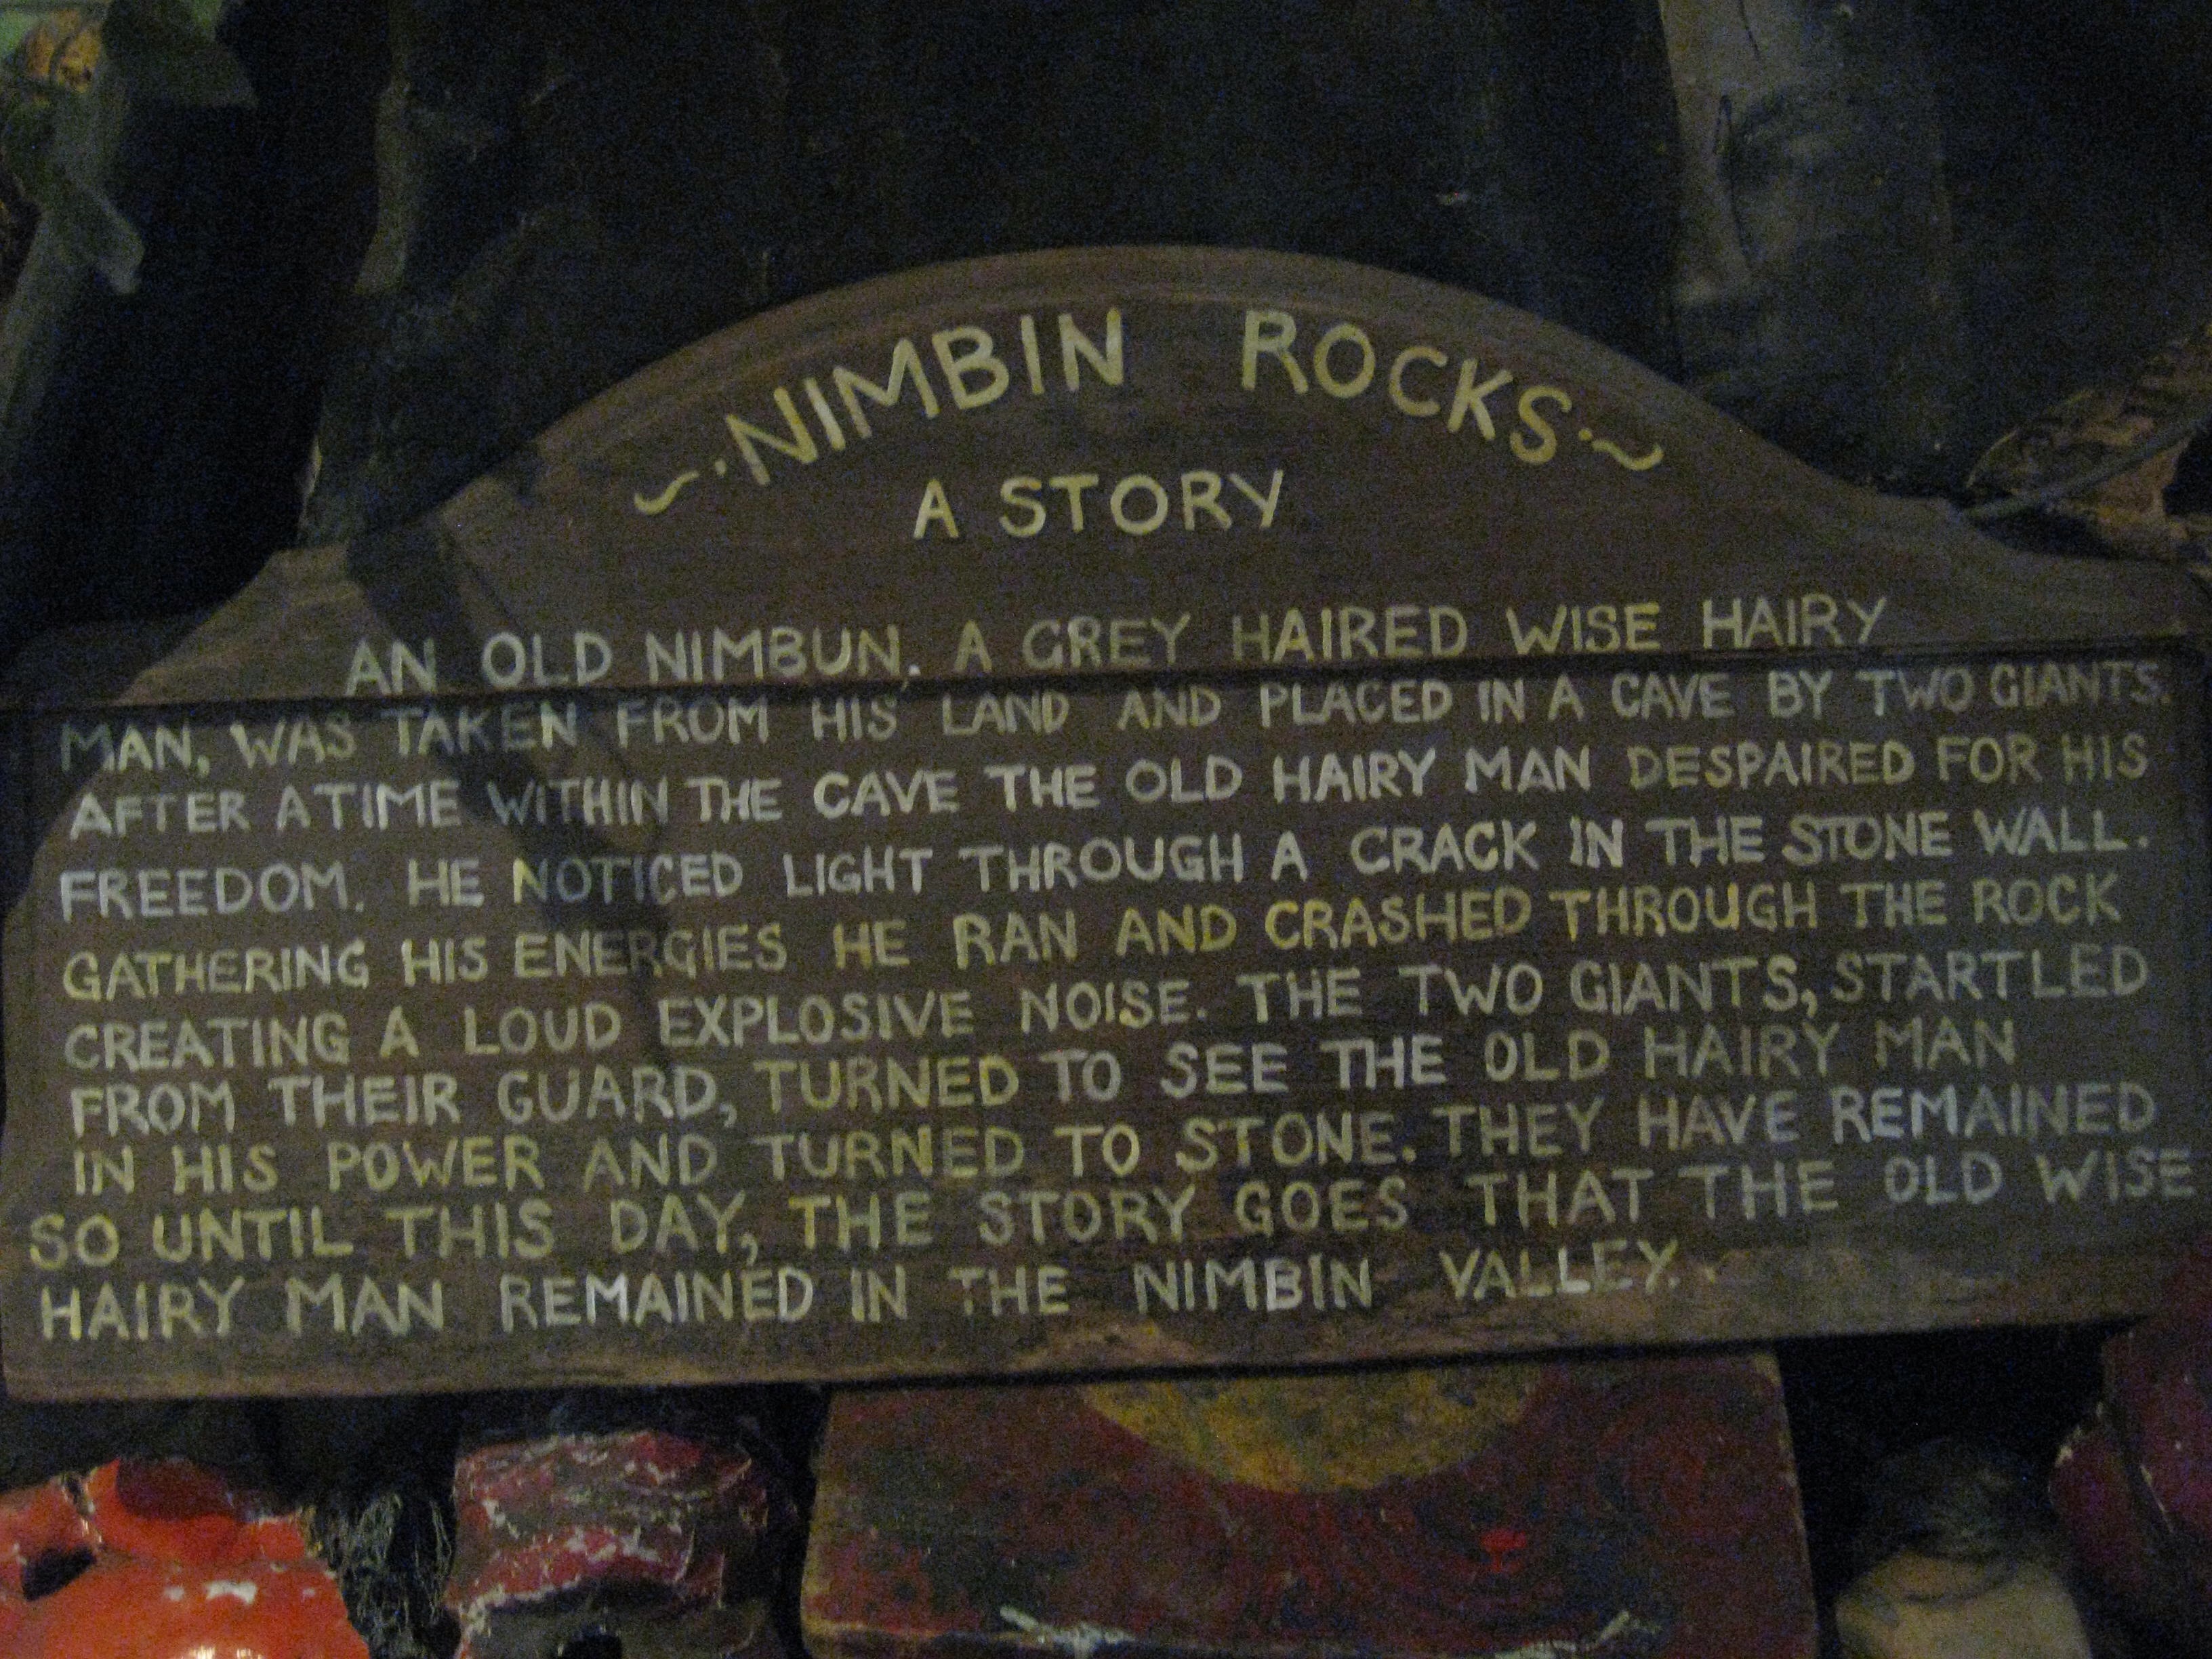 ~·NIMBIN ROCKS·~
A STORY
AN OLD NIMBUN, A GREY HAIRED WISE HAIRY
MAN, WAS TAKEN FROM HIS LAND AND PLACED IN A CAVE BY TWO GIANTS.
AFTER A TIME WITHIN THE CAVE THE OLD HAIRY MAN DESPAIRED FOR HIS
FREEDOM. HE NOTICED LIGHT THROUGH A CRACK IN THE STONE WALL.
GATHERING HIS ENERGIES HE RAN AND CRASHED THROUGH THE ROCK
CREATING A LOUD EXPLOSIVE NOISE. THE TWO GIANTS, STARTLED
FROM THEIR GUARD, TURNED TO SEE THE OLD HAIRY MAN
IN HIS POWER AND TURNED TO STONE. THEY HAVE REMAINED
SO UNTIL THIS DAY, THE STORY GOES THAT THE OLD WISE
HAIRY MAN REMAINED IN THE NIMBIN VALLEY.